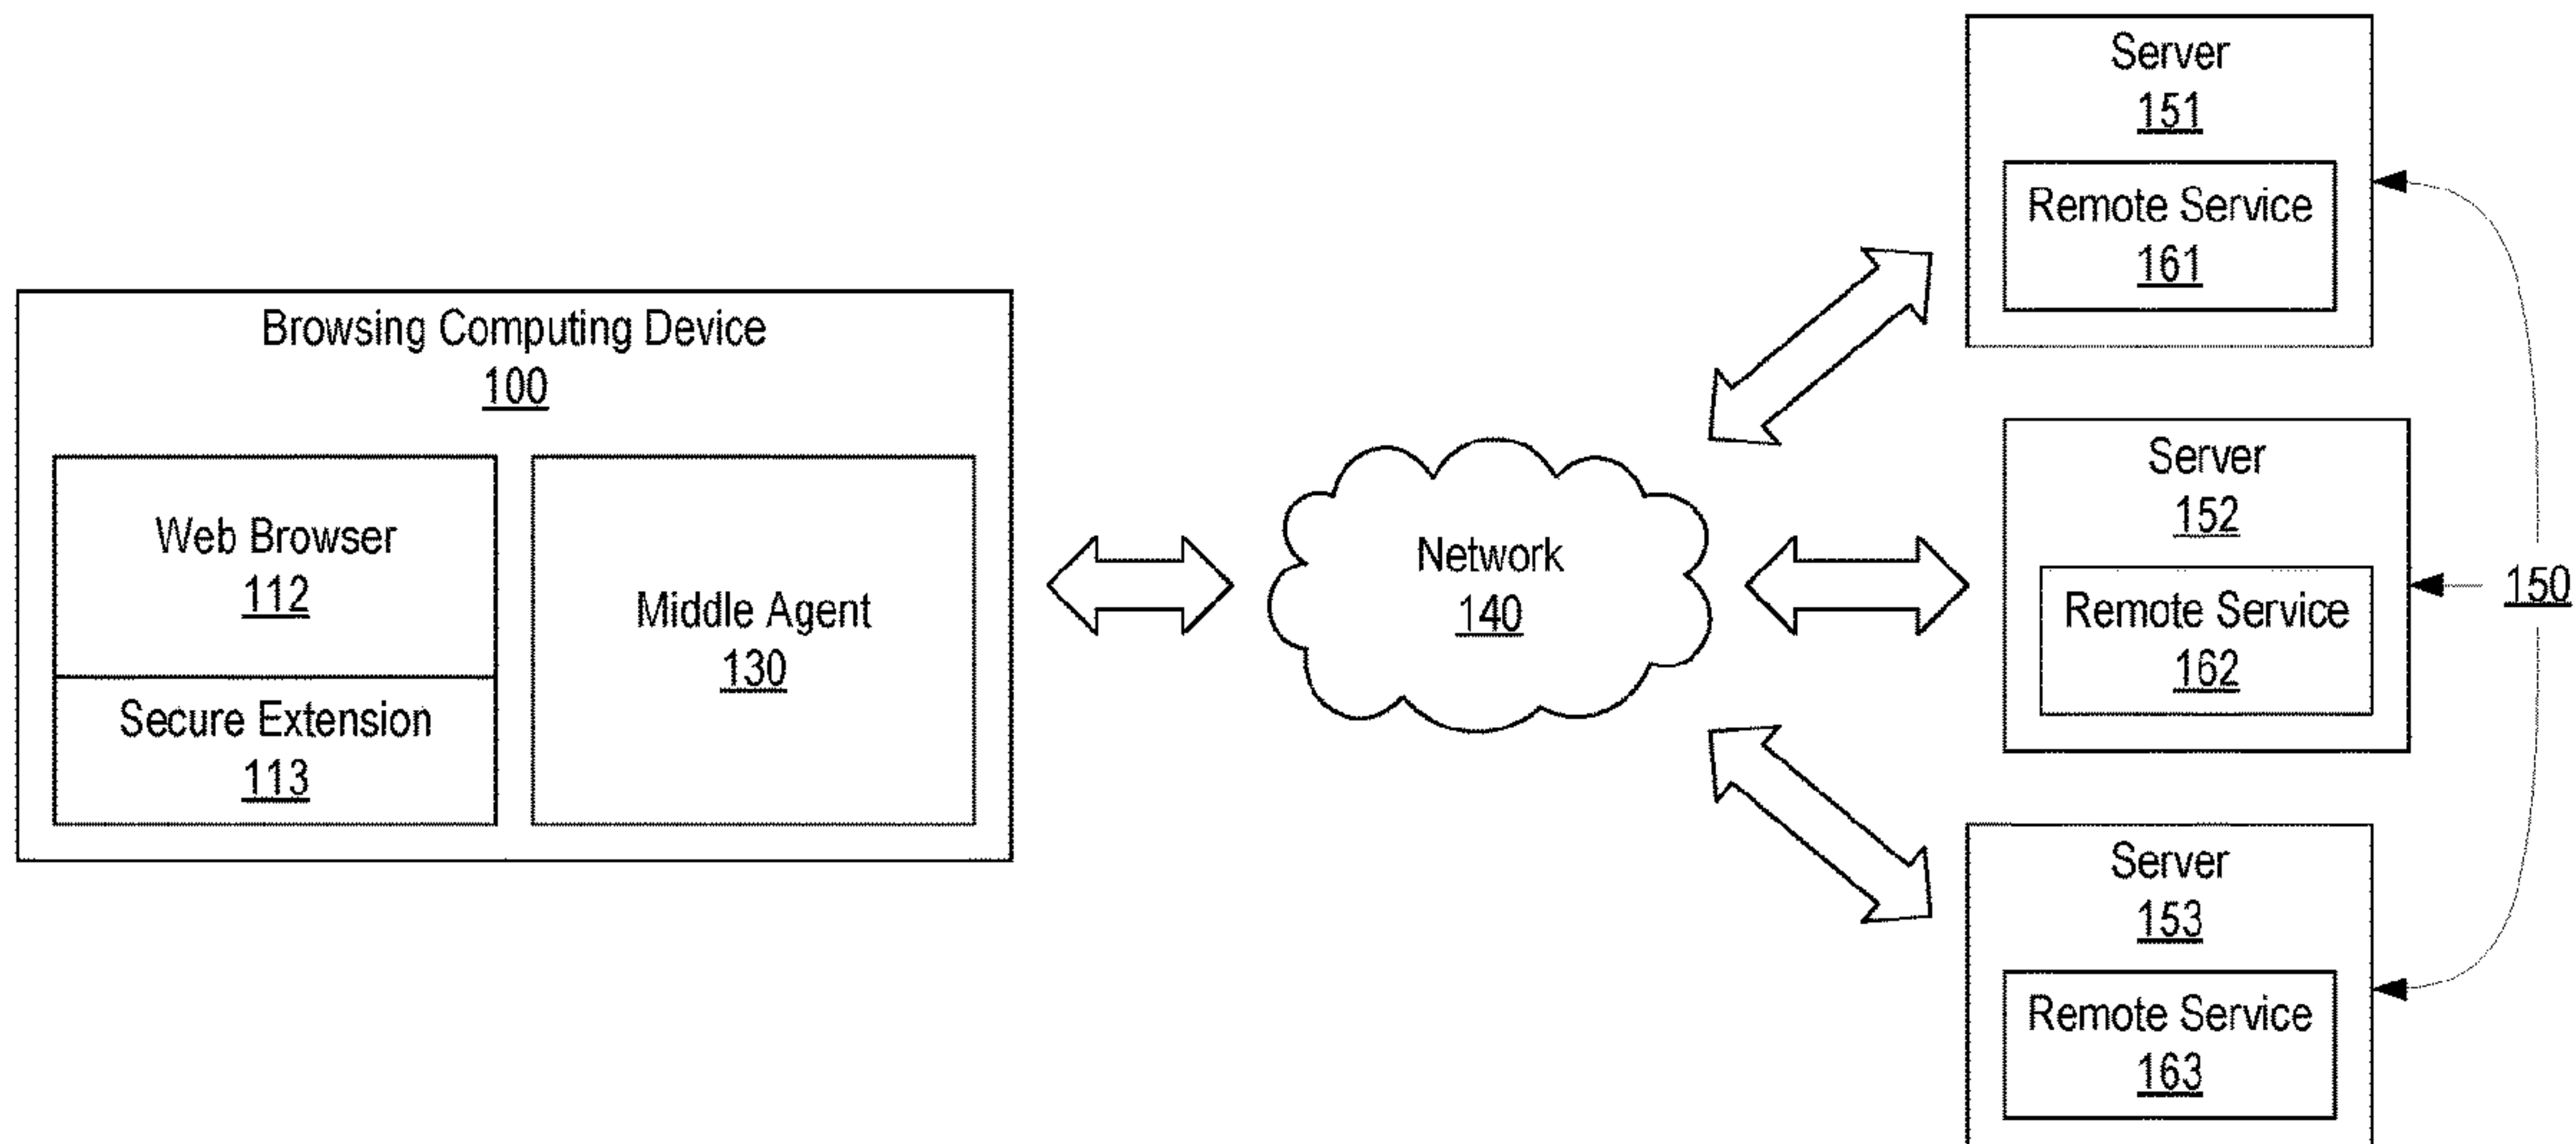 Browsing Computing Device
100
Web Browser
112
Secure Extension
113
Middle Agent
130
Network
140
Server
151
Remote Service
161
Server
152
Remote Service
162
Server
153
Remote Service
163
150